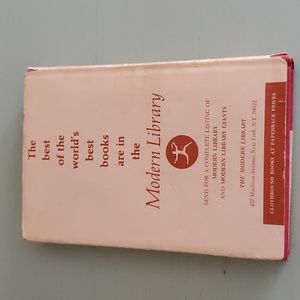 The
best
of the
world's
best
books
are in
the
Modern Library
SEND FOR A COMPLETE LISTING OF
MODERN LIBRARY
AND MODERN LIBRARY GIANTS
THE MODERN LIBRARY
457 Madison Avenue, New York, N.Y. 10022
CLOTHBOUND BOOKS AT PAPERBACK PRICES